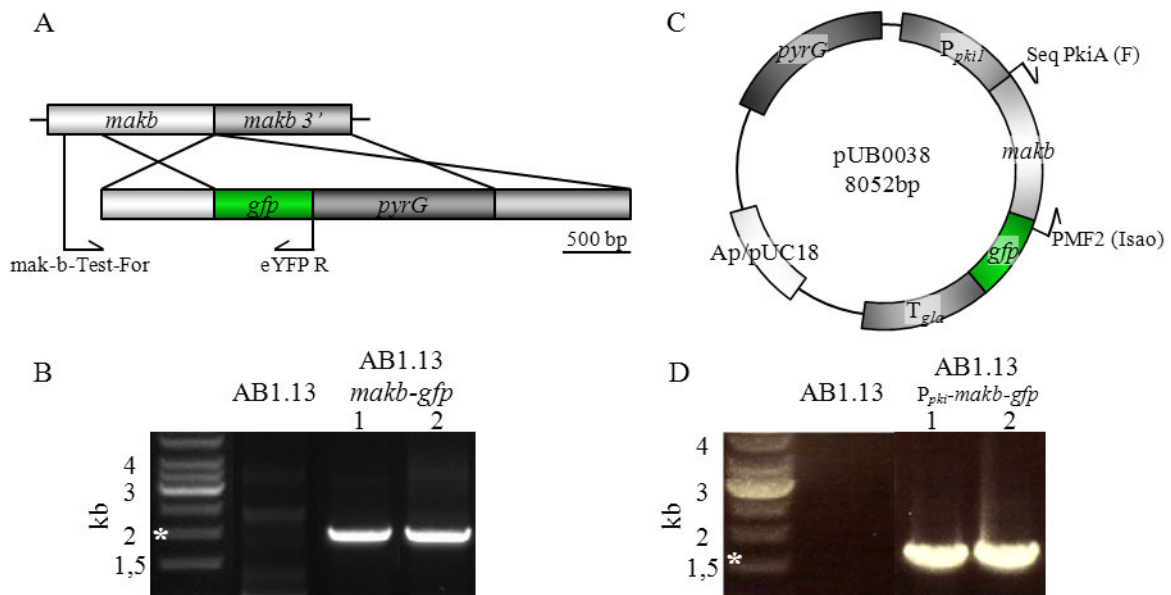 A
makb
makb 3’
gfp
pyrG
500 bp
mak-b-Test-For
eYFP R
B
AB1.13
AB1.13
makb-gfp
1
2
kb
4
3
* 2
1,5
C
pyrG
Ppki1
Seq PkiA (F)
makb
pUB0038
8052bp
PMF2 (Isao)
gfp
Ap/pUC18
Tgla
D
AB1.13
AB1.13
Ppki-makb-gfp
1
2
kb
4
3
2
* 1,5